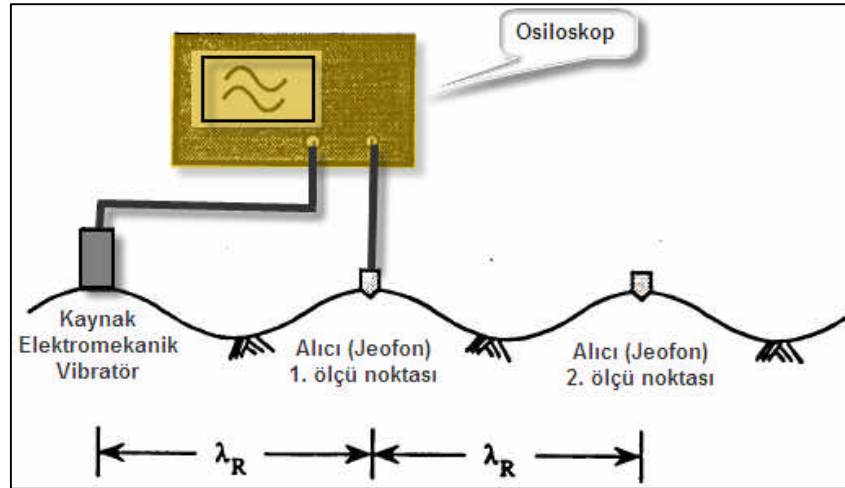 Osiloskop
Kaynak
Elektromekanik
Vibratör
Alıcı (Jeofon)
1. ölçü noktası
Alıcı (Jeofon)
2. ölçü noktası
λR
λR